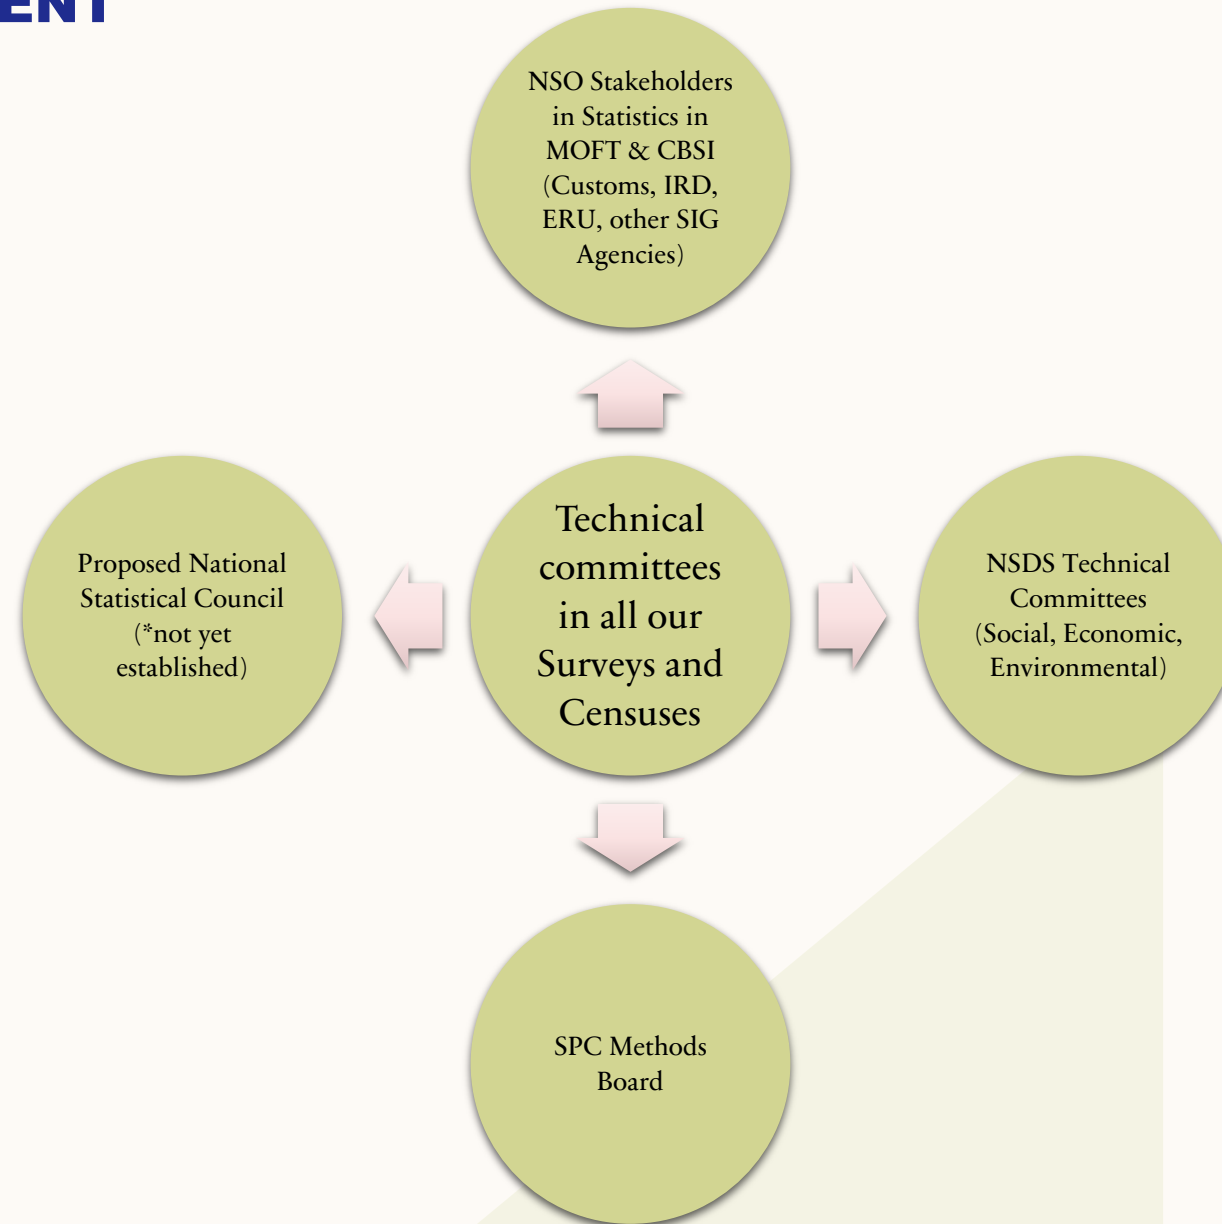 NSO Stakeholders
in Statistics in
MOFT & CBSI
(Customs, IRD,
ERU, other SIG
Agencies)
Proposed National
Statistical Council
(*not yet
established)
Technical
committees
in all our
Surveys and
Censuses
NSDS Technical
Committees
(Social, Economic,
Environmental)
SPC Methods
Board